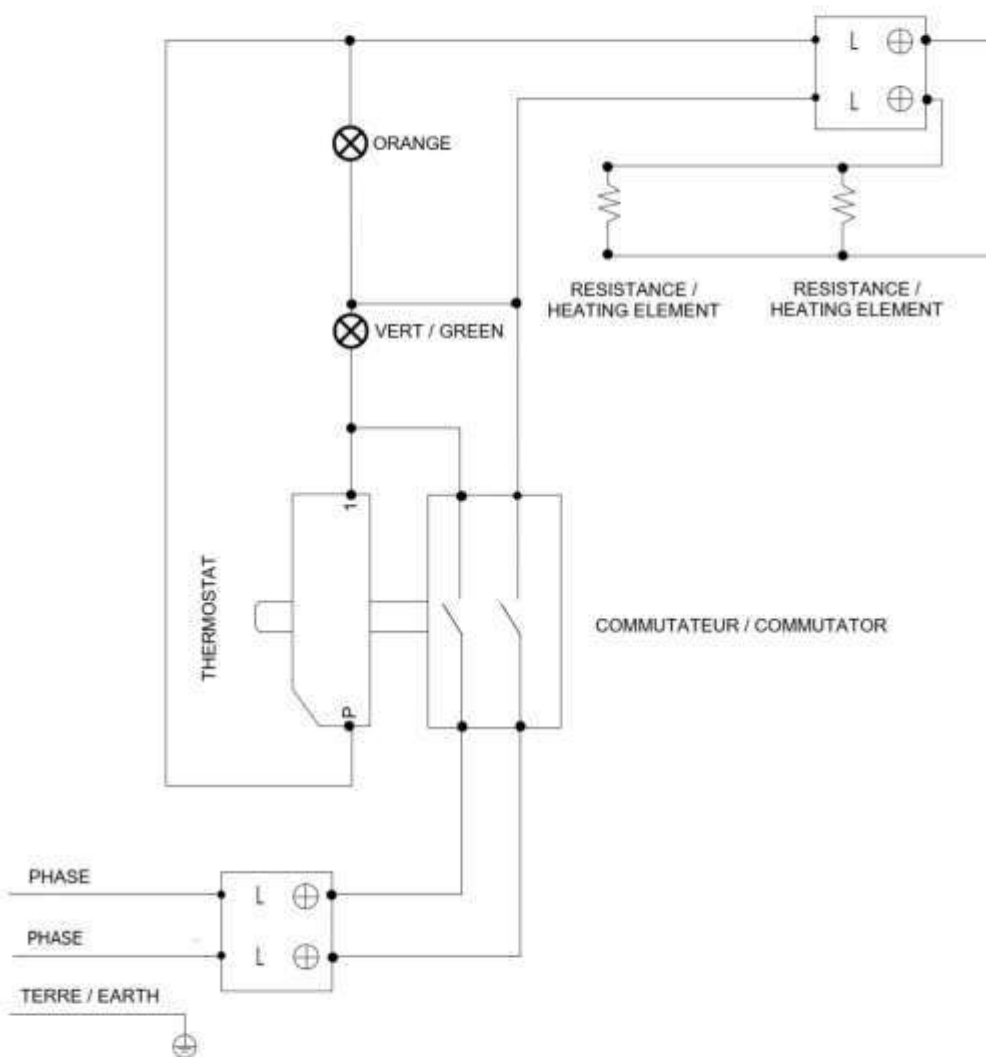 L
L
ORANGE
RESISTANCE /
HEATING ELEMENT
RESISTANCE /
HEATING ELEMENT
VERT / GREEN
1
THERMOSTAT
P
COMMUTATEUR / COMMUTATOR
PHASE
L
PHASE
L
TERRE / EARTH